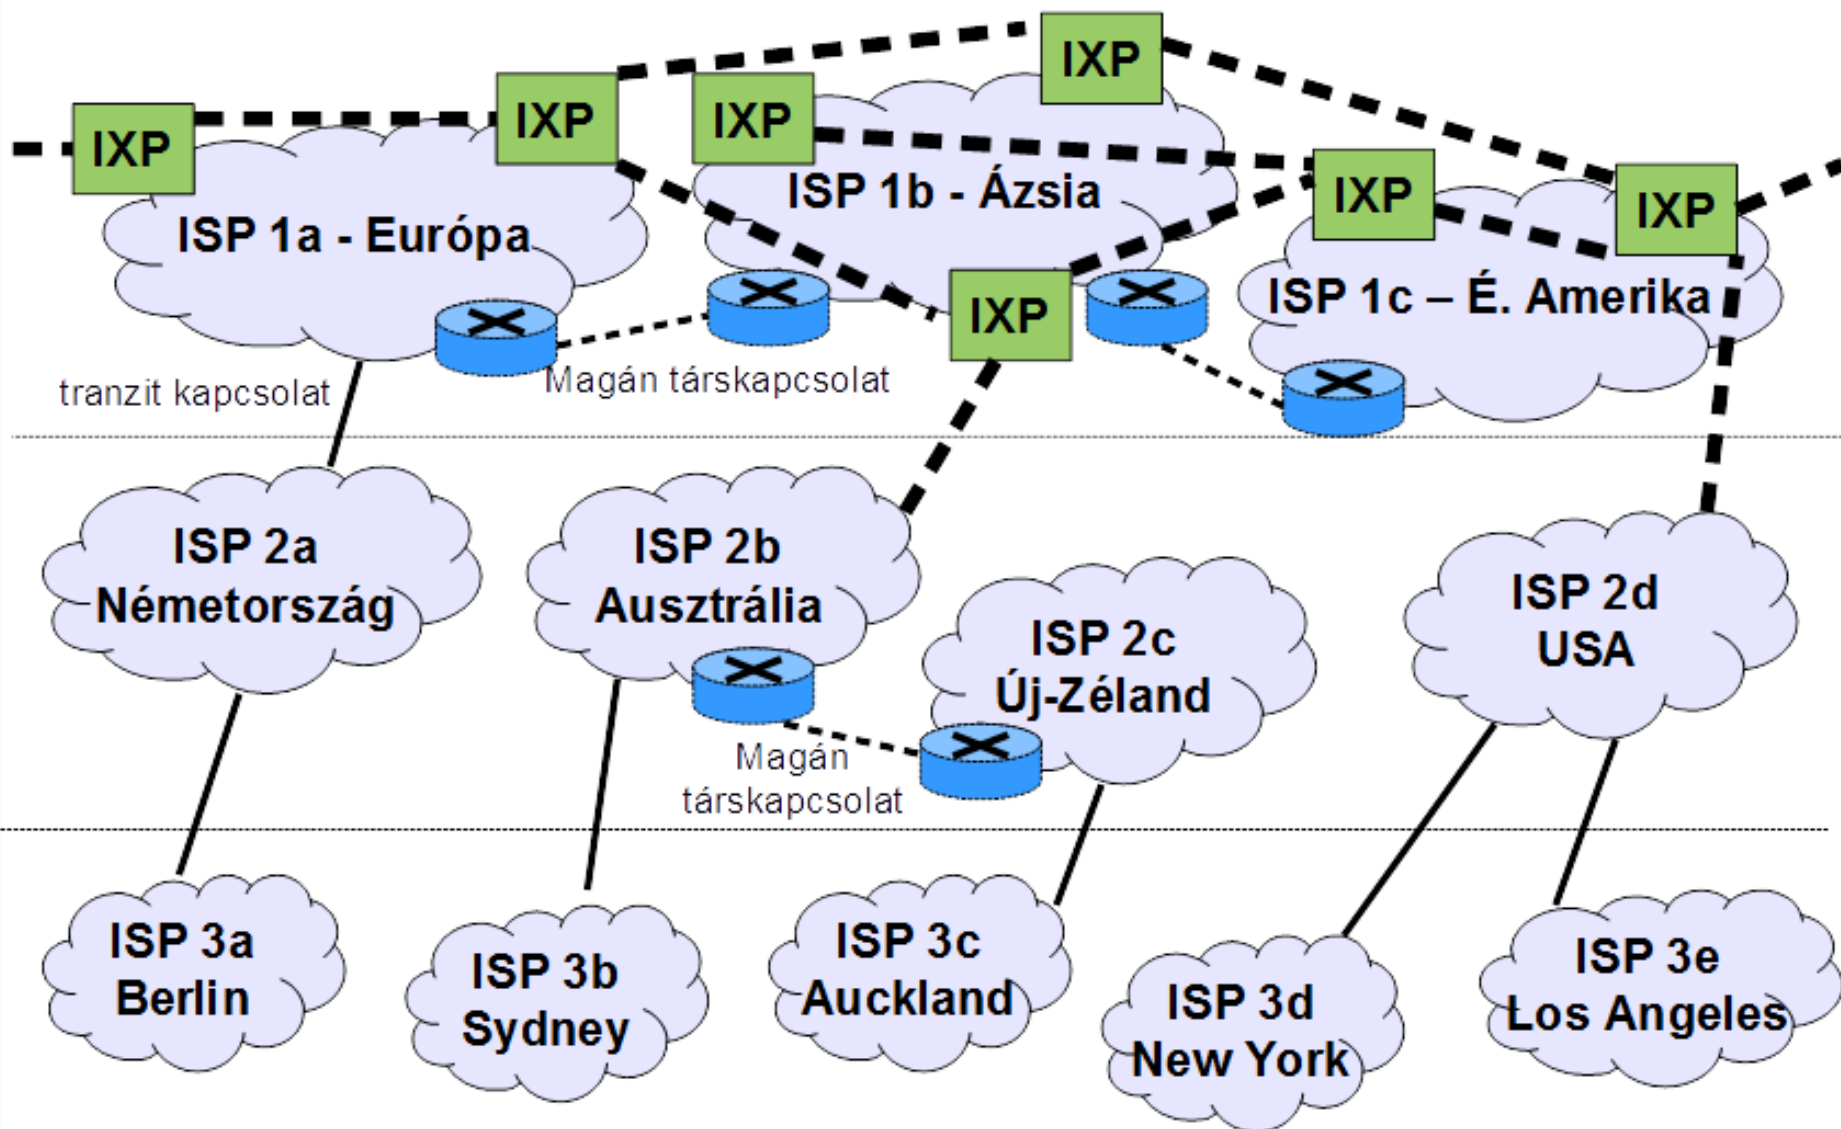 IXP
IXP
IXP
IXP
IXP
IXP
IXP
ISP 1a - Európa
ISP 1b - Ázsia
ISP 1c – É. Amerika
tranzit kapcsolat
Magán társkapcsolat
ISP 2a
Németország
ISP 2b
Ausztrália
ISP 2c
Új-Zéland
ISP 2d
USA
Magán
társkapcsolat
ISP 3a
Berlin
ISP 3b
Sydney
ISP 3c
Auckland
ISP 3d
New York
ISP 3e
Los Angeles